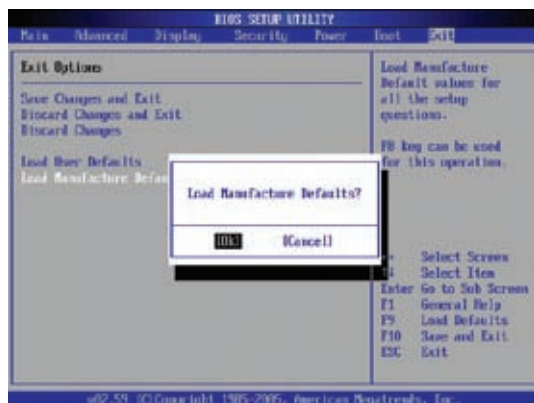 BIOS SETUP UTILITY
Main Advanced Display Security Power Boot Exit
Exit Options
Save Changes and Exit
Discard Changes and Exit
Discard Changes
Load User Defaults
Load Manufacture
Load Manufacture Defaults?
[Ok] [Cancel]
Load Manufacture
Default values for
all the setup
questions.
F8 key can be used
for this operation.
Select Screen
Select Item
Enter Go to Sub Screen
F1 General Help
F9 Load Defaults
F10 Save and Exit
ESC Exit
v02.59 (C)Copyright 1985-2005, American Megatrends, Inc.